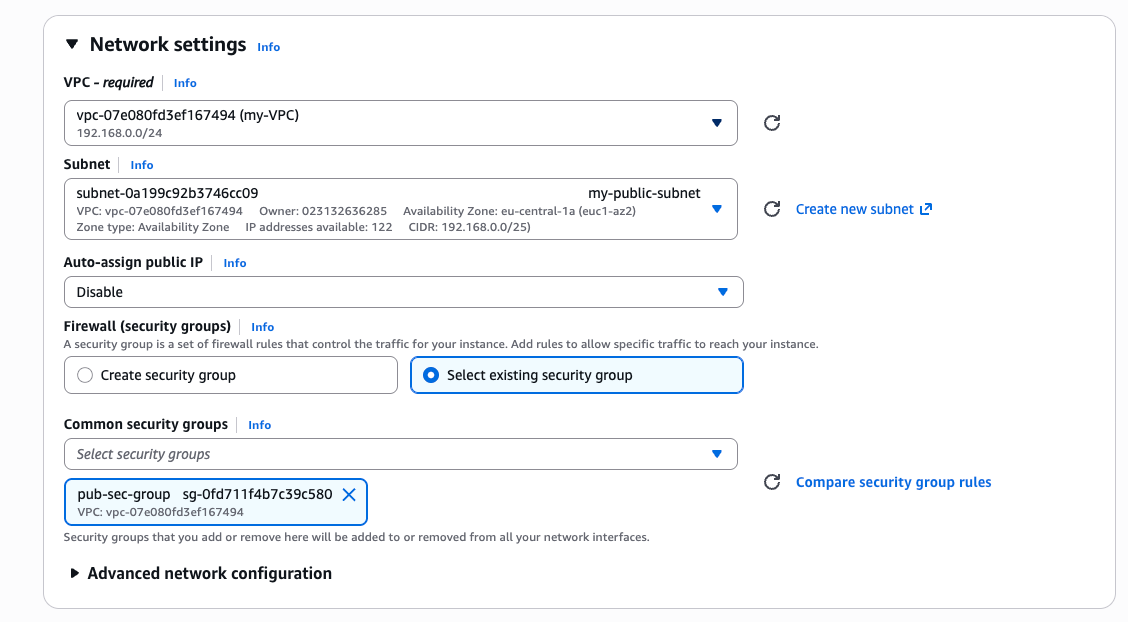 Network settings Info
VPC - required Info
vpc-07e080fd3ef167494 (my-VPC)
192.168.0.0/24
Subnet Info
subnet-0a199c92b3746cc09 my-public-subnet
VPC: vpc-07e080fd3ef167494 Owner: 023132636285 Availability Zone: eu-central-1a (euc1-az2)
Zone type: Availability Zone IP addresses available: 122 CIDR: 192.168.0.0/25)
Create new subnet
Auto-assign public IP Info
Disable
Firewall (security groups) Info
A security group is a set of firewall rules that control the traffic for your instance. Add rules to allow specific traffic to reach your instance.
Create security group Select existing security group
Common security groups Info
Select security groups
pub-sec-group sg-0fd711f4b7c39c580
VPC: vpc-07e080fd3ef167494
Compare security group rules
Security groups that you add or remove here will be added to or removed from all your network interfaces.
Advanced network configuration